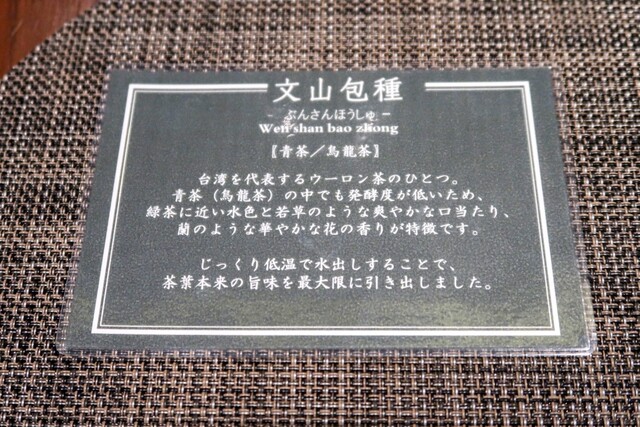 文山包種
- ぶんさんほうしゅ -
Wen shan bao zhong
〖青茶／烏龍茶〗
台湾を代表するウーロン茶のひとつ。
青茶（烏龍茶）の中でも発酵度が低いため、
緑茶に近い水色と若草のような爽やかな口当たり、
蘭のような華やかな花の香りが特徴です。
じっくり低温で水出しすることで、
茶葉本来の旨味を最大限に引き出しました。